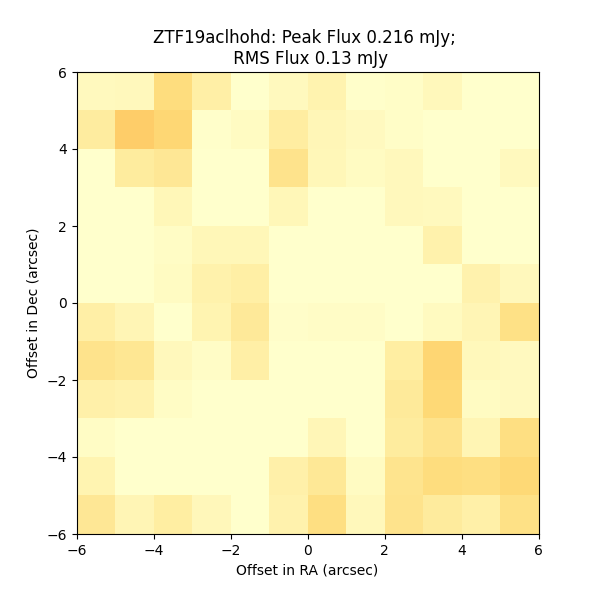 ZTF19aclhohd: Peak Flux 0.216 mJy;
RMS Flux 0.13 mJy
6
4
2
0
−2
−4
−6
Offset in Dec (arcsec)
−6 −4 −2 0 2 4 6
Offset in RA (arcsec)